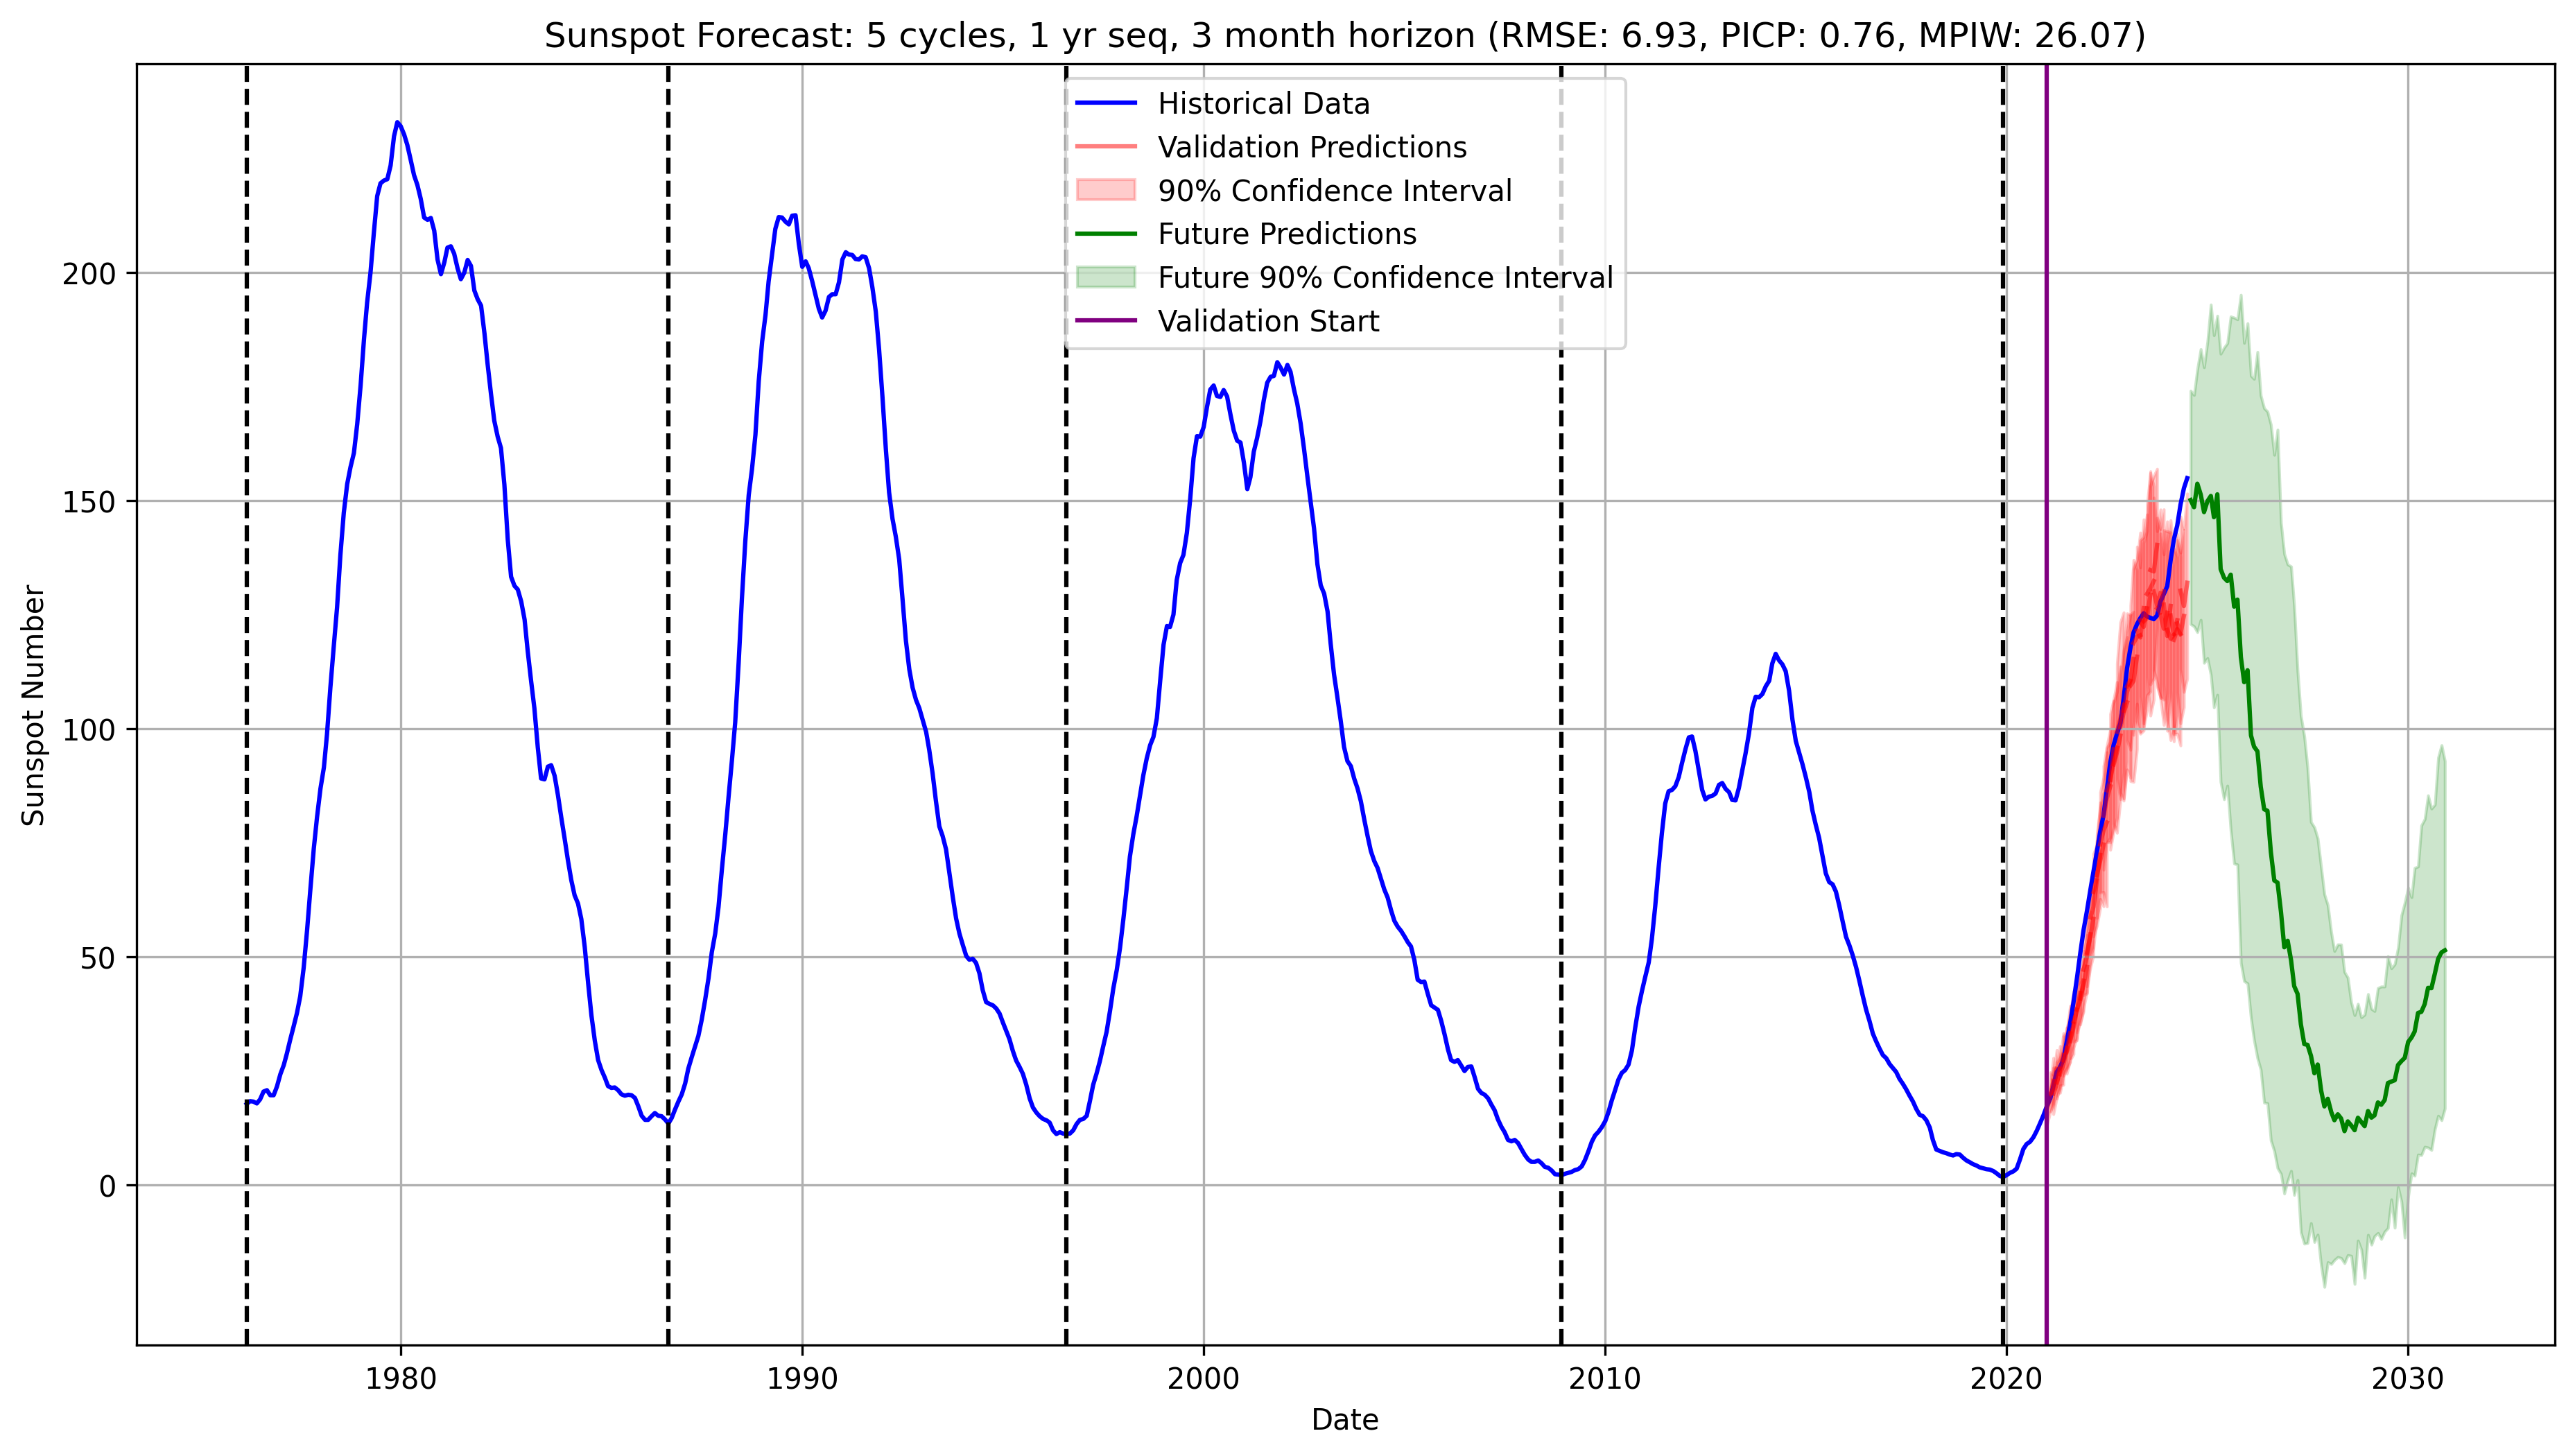 Sunspot Forecast: 5 cycles, 1 yr seq, 3 month horizon (RMSE: 6.93, PICP: 0.76, MPIW: 26.07)
Historical Data
Validation Predictions
90% Confidence Interval
Future Predictions
Future 90% Confidence Interval
Validation Start
Sunspot Number
200
150
100
50
0
1980
1990
2000
2010
2020
2030
Date